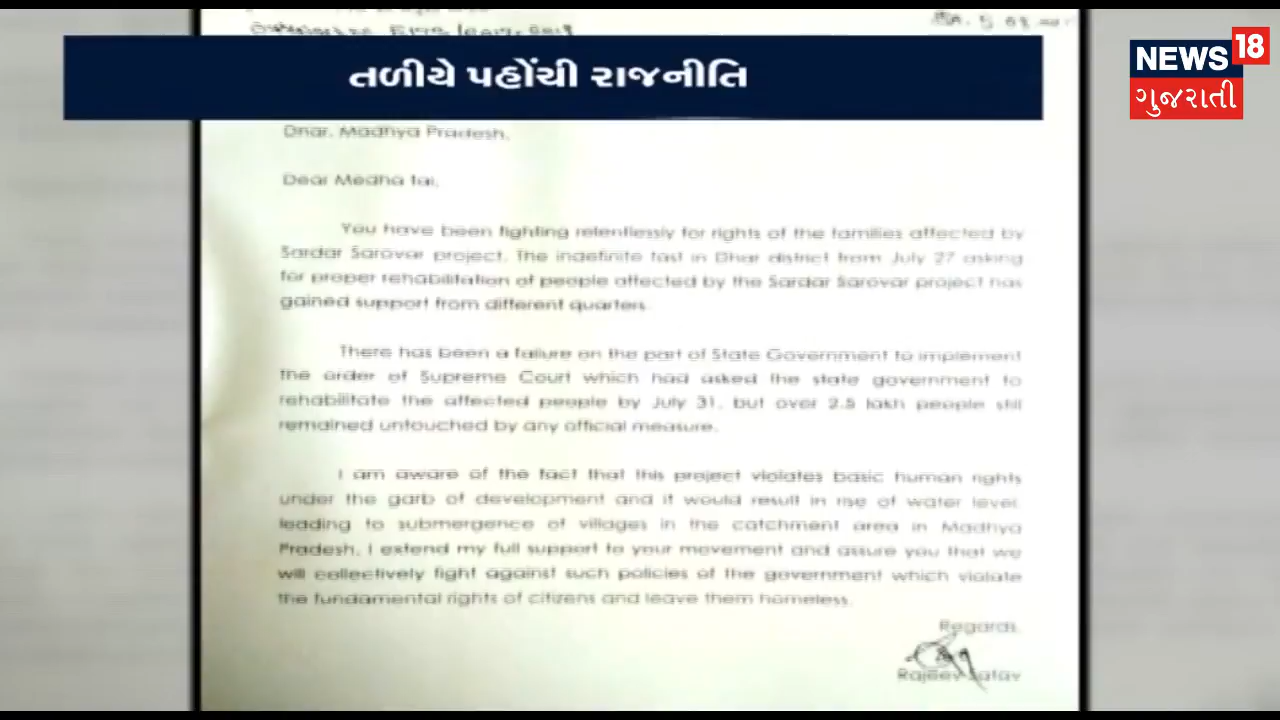 તળીયે પહોંચી રાજનીતિ
NEWS 18
ગુજરાતી
Dhar, Madhya Pradesh.
Dear Medha tai,
You have been fighting relentlessly for rights of the families affected by
Sardar Sarovar project. The indefinite fast in Dhar district from July 27 asking
for proper rehabilitation of people affected by the Sardar Sarovar project has
gained support from different quarters.
There has been a failure on the part of State Government to implement
the order of Supreme Court which had asked the state government to
rehabilitate the affected people by July 31, but over 2.5 lakh people still
remained untouched by any official measure.
I am aware of the fact that this project violates basic human rights
under the garb of development and it would result in rise of water level,
leading to submergence of villages in the catchment area in Madhya
Pradesh. I extend my full support to your movement and assure you that we
will collectively fight against such policies of the government which violate
the fundamental rights of citizens and leave them homeless.
Regards
Rajeev Satav